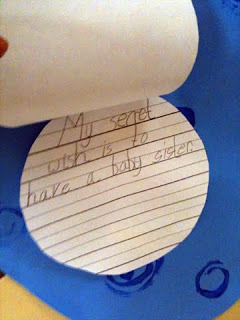 My secret
wish is to
have a baby sister